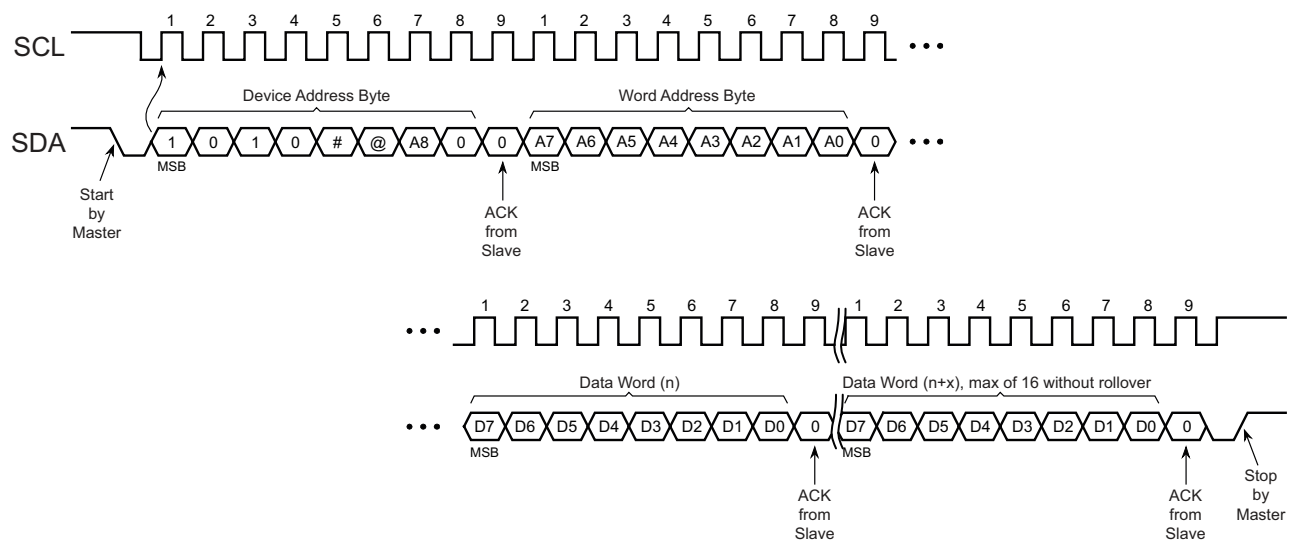 1 2 3 4 5 6 7 8 9 1 2 3 4 5 6 7 8 9
SCL
•••
Device Address Byte Word Address Byte
SDA
1 0 1 0 # @ A8 0 0 A7 A6 A5 A4 A3 A2 A1 A0 0 •••
MSB MSB
Start
by
Master
ACK
from
Slave
ACK
from
Slave
1 2 3 4 5 6 7 8 9 1 2 3 4 5 6 7 8 9
•••
Data Word (n) Data Word (n+x), max of 16 without rollover
••• D7 D6 D5 D4 D3 D2 D1 D0 0 D7 D6 D5 D4 D3 D2 D1 D0 0
MSB MSB
ACK
from
Slave
ACK
from
Slave
Stop
by
Master